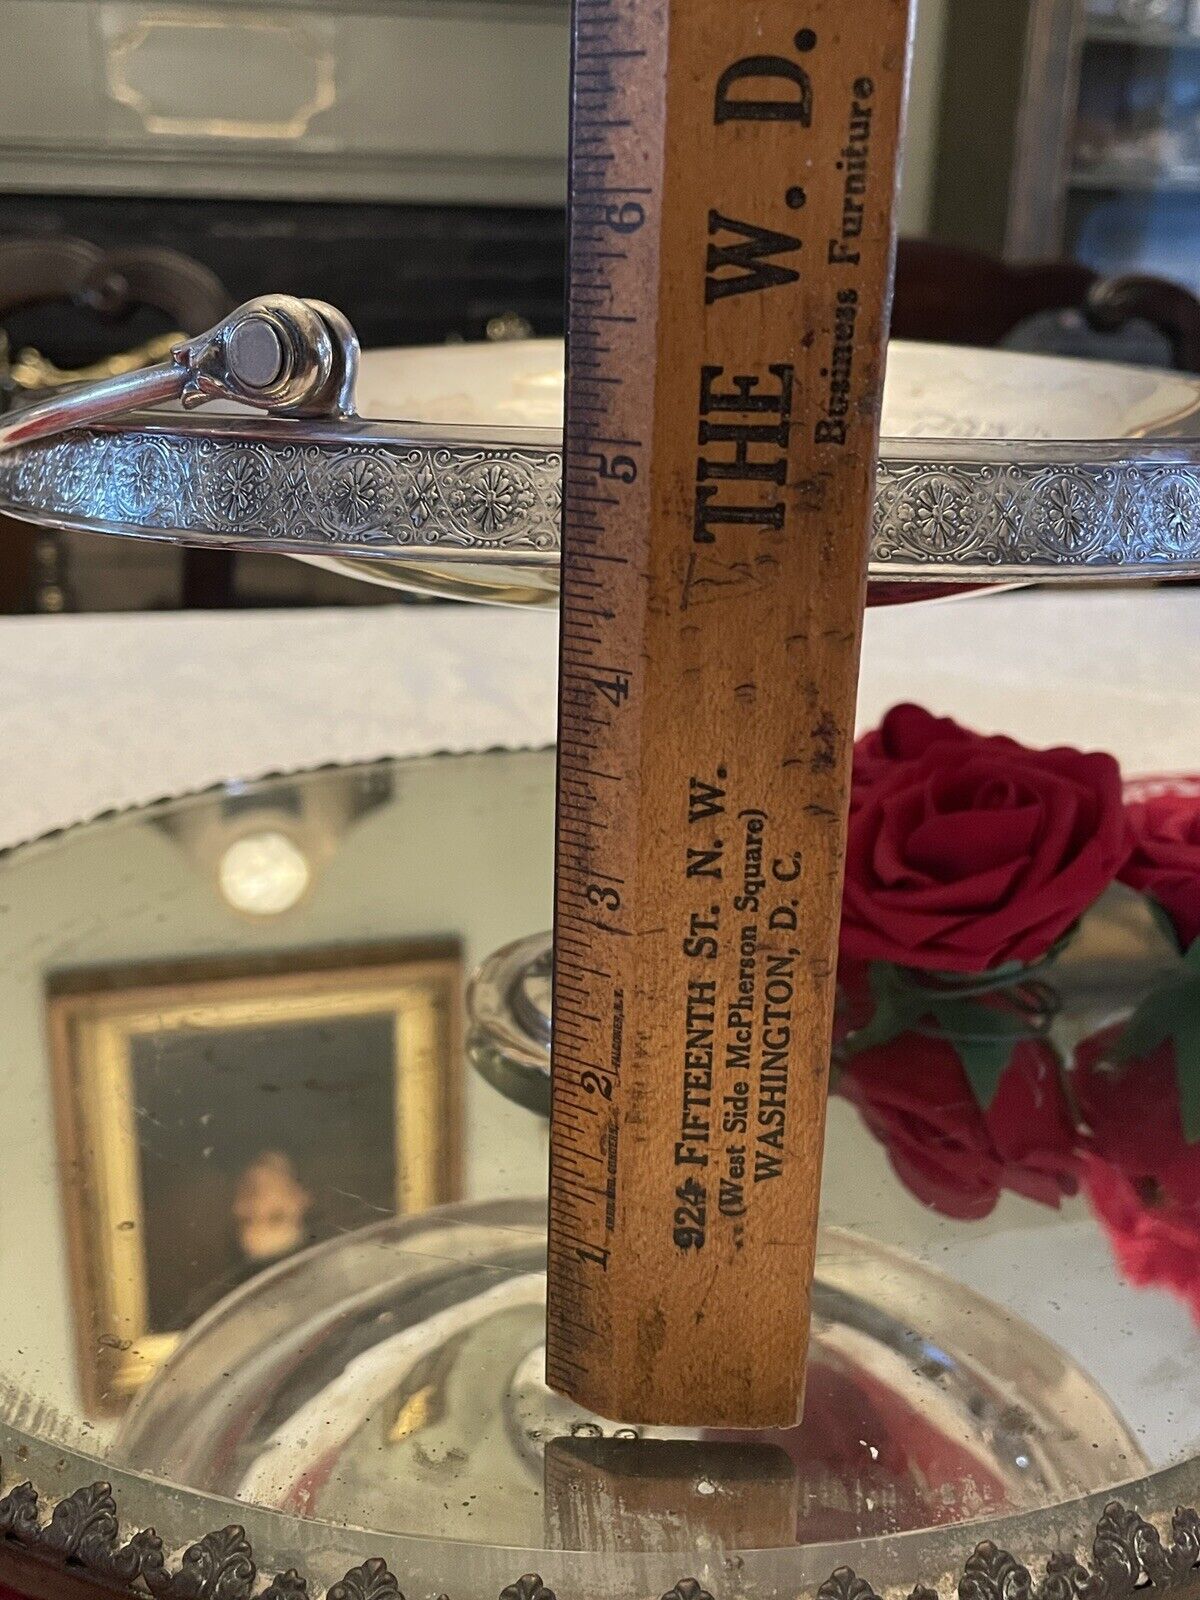 THE W. D.
Business Furniture
924 FIFTEENTH ST. N. W.
(West Side McPherson Square)
WASHINGTON, D. C.
6
5
4
3
2
1